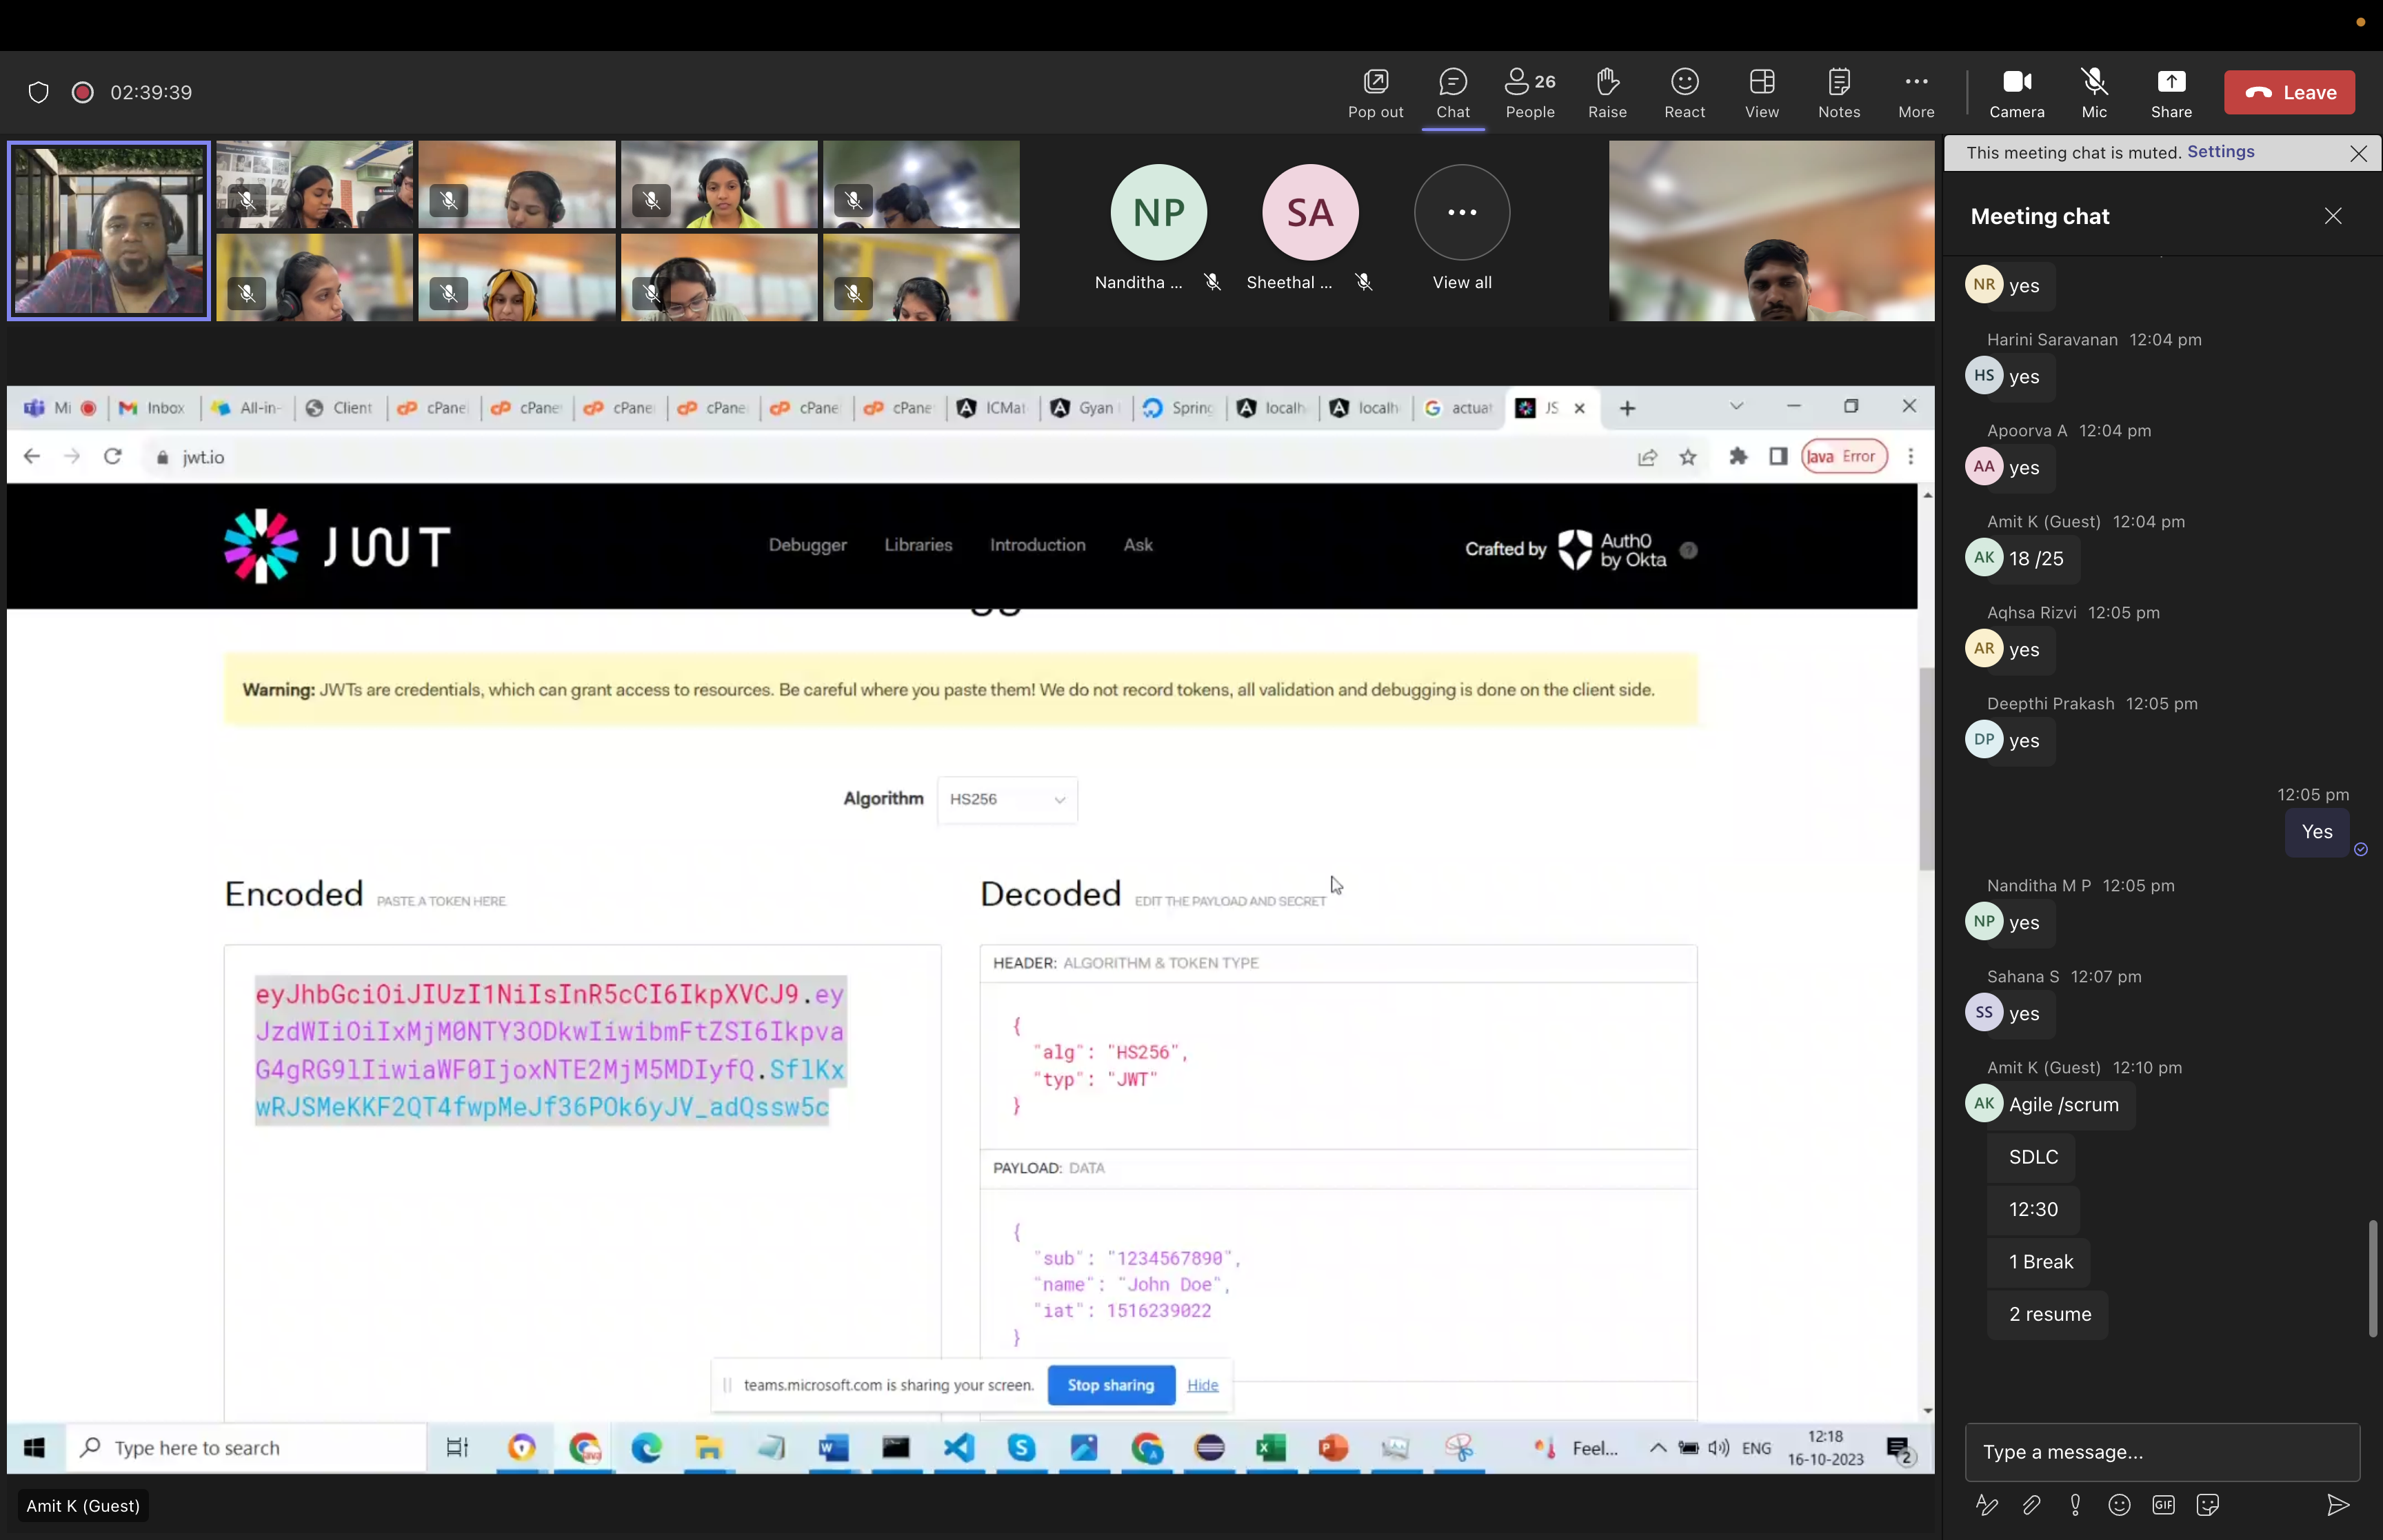 02:39:39
Pop out
Chat
26
People
Raise
React
View
Notes
More
Camera
Mic
Share
Leave
NP
Nanditha ...
SA
Sheethal ...
View all
Mi
Inbox
All-in-
Client
cPane
cPane
cPane
cPane
cPane
cPane
ICMat
Gyan
Spring
localh
localh
actuat
JS
jwt.io
Java Error
JWT
Debugger
Libraries
Introduction
Ask
Crafted by
Auth0
by Okta
Warning: JWTs are credentials, which can grant access to resources. Be careful where you paste them! We do not record tokens, all validation and debugging is done on the client side.
Algorithm
HS256
Encoded PASTE A TOKEN HERE
eyJhbGciOiJIUzI1NiIsInR5cCI6IkpXVCJ9.ey
JzdWIiOiIxMjM0NTY3ODkwIiwibmFtZSI6Ikpva
G4gRG9lIiwiaWF0IjoxNTE2MjM5MDIyfQ.SflKx
wRJSMeKKF2QT4fwpMeJf36POk6yJV_adQssw5c
Decoded EDIT THE PAYLOAD AND SECRET
HEADER: ALGORITHM & TOKEN TYPE
{
"alg": "HS256",
"typ": "JWT"
}
PAYLOAD: DATA
{
"sub": "1234567890",
"name": "John Doe",
"iat": 1516239022
}
teams.microsoft.com is sharing your screen.
Stop sharing
Hide
Type here to search
Feel...
ENG
12:18
16-10-2023
2
Amit K (Guest)
This meeting chat is muted. Settings
Meeting chat
NR
yes
Harini Saravanan 12:04 pm
HS
yes
Apoorva A 12:04 pm
AA
yes
Amit K (Guest) 12:04 pm
AK
18 /25
Aqhsa Rizvi 12:05 pm
AR
yes
Deepthi Prakash 12:05 pm
DP
yes
12:05 pm
Yes
Nanditha M P 12:05 pm
NP
yes
Sahana S 12:07 pm
SS
yes
Amit K (Guest) 12:10 pm
AK
Agile /scrum
SDLC
12:30
1 Break
2 resume
Type a message...
GIF